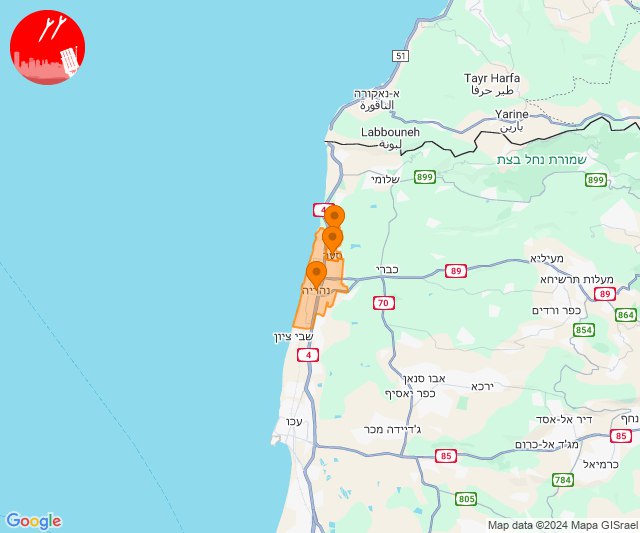 51
Tayr Harfa
طير حرفا
א-נאקורה
الناقورة
Yarine
يارين
Labbouneh
لبونة
שמורת נחל בצת
שלומי
899
899
4
סער
מעיליא
כברי
89
מעלות תרשיחא
89
נהריה
70
כפר ורדים
864
854
שבי ציון
4
אבו סנאן
ירכא
כפר יאסיף
עכו
דיר אל-אסד
נחף
ג'דיידה מכר
85
מג'ד אל-כרום
85
כרמיאל
784
805
Google
Map data ©2024 Mapa GISrael